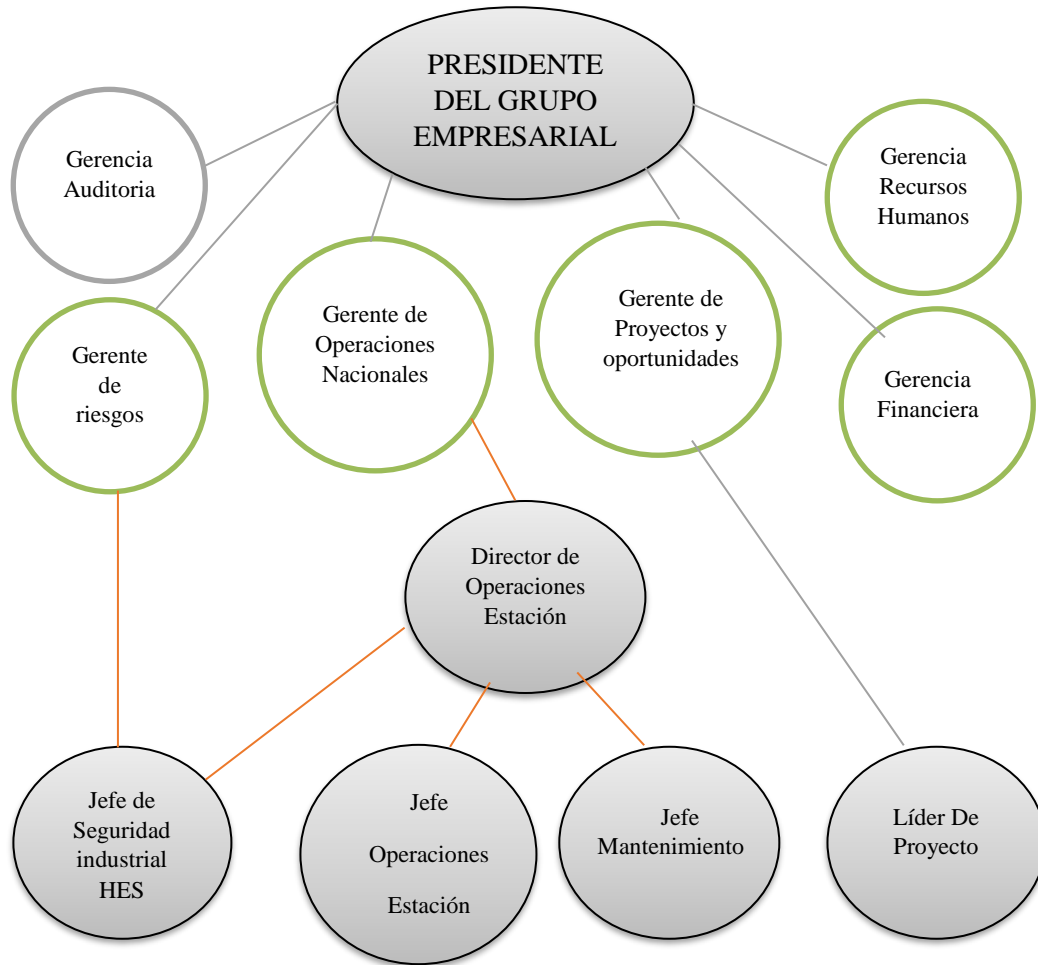 PRESIDENTE
DEL GRUPO
EMPRESARIAL
Gerencia
Auditoria
Gerencia
Recursos
Humanos
Gerente
de
riesgos
Gerente de
Operaciones
Nacionales
Gerente de
Proyectos y
oportunidades
Gerencia
Financiera
Director de
Operaciones
Estación
Jefe de
Seguridad
industrial
HES
Jefe
Operaciones
Estación
Jefe
Mantenimiento
Líder De
Proyecto